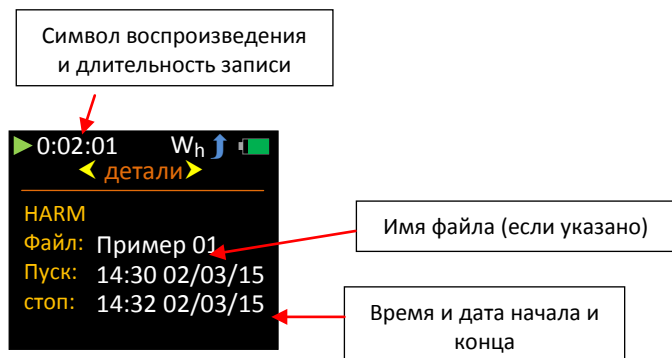 Символ воспроизведения
и длительность записи
0:02:01 Wh
детали
HARM
Файл: Пример 01
Пуск: 14:30 02/03/15
стоп: 14:32 02/03/15
Имя файла (если указано)
Время и дата начала и
конца